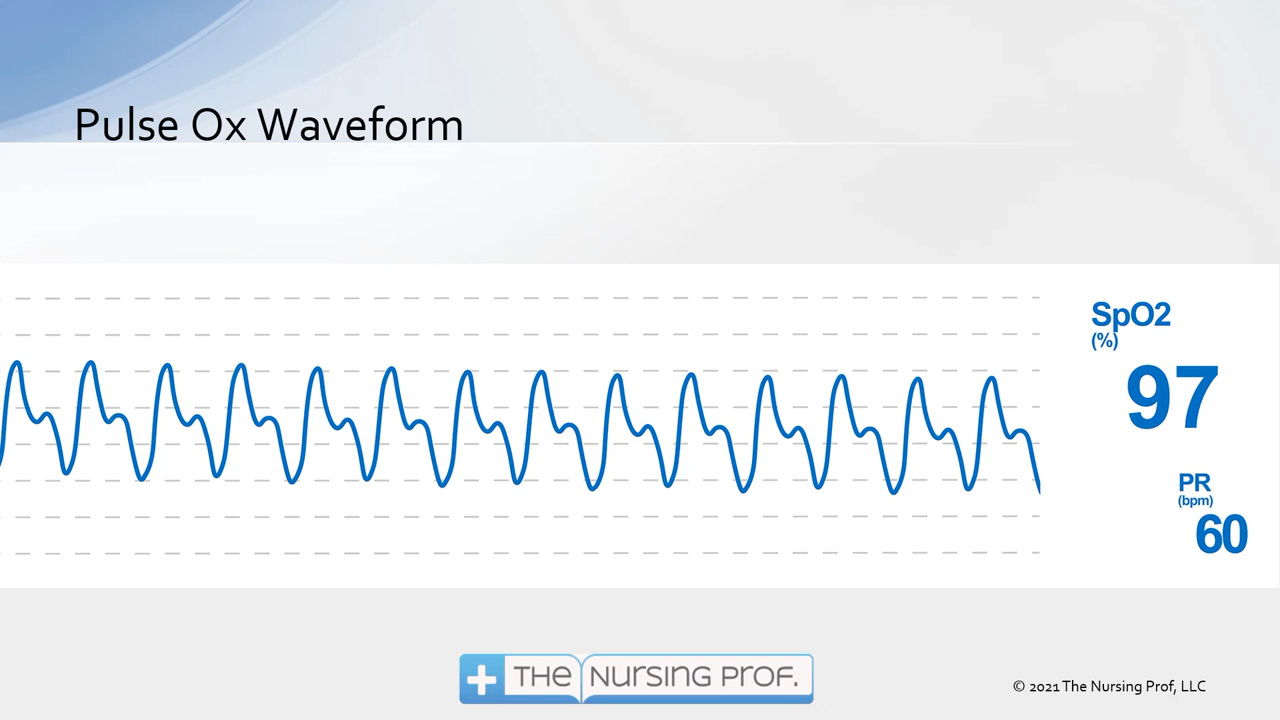 Pulse Ox Waveform
SpO2
(%)
97
PR
(bpm)
60
THE NURSING PROF.
© 2021 The Nursing Prof, LLC